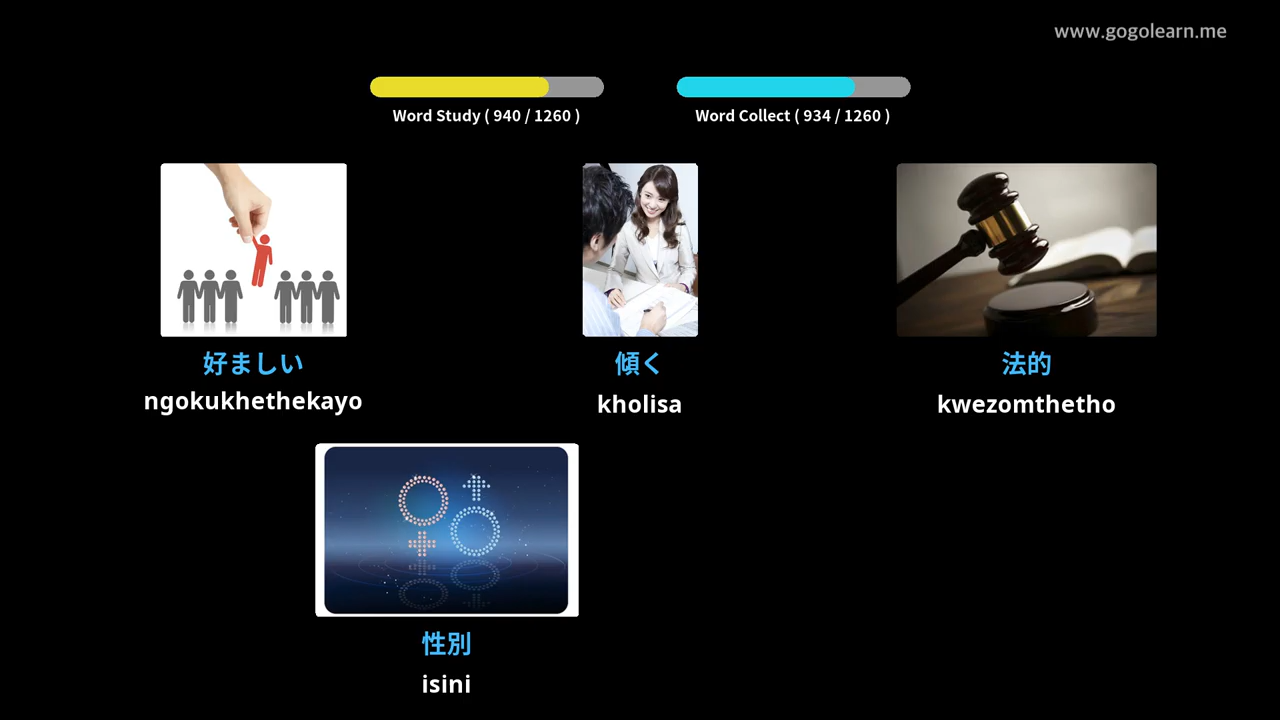 www.gogolearn.me
Word Study ( 940 / 1260 )
Word Collect ( 934 / 1260 )
好ましい
ngokukhethekayo
傾く
kholisa
法的
kwezomthetho
性別
isini